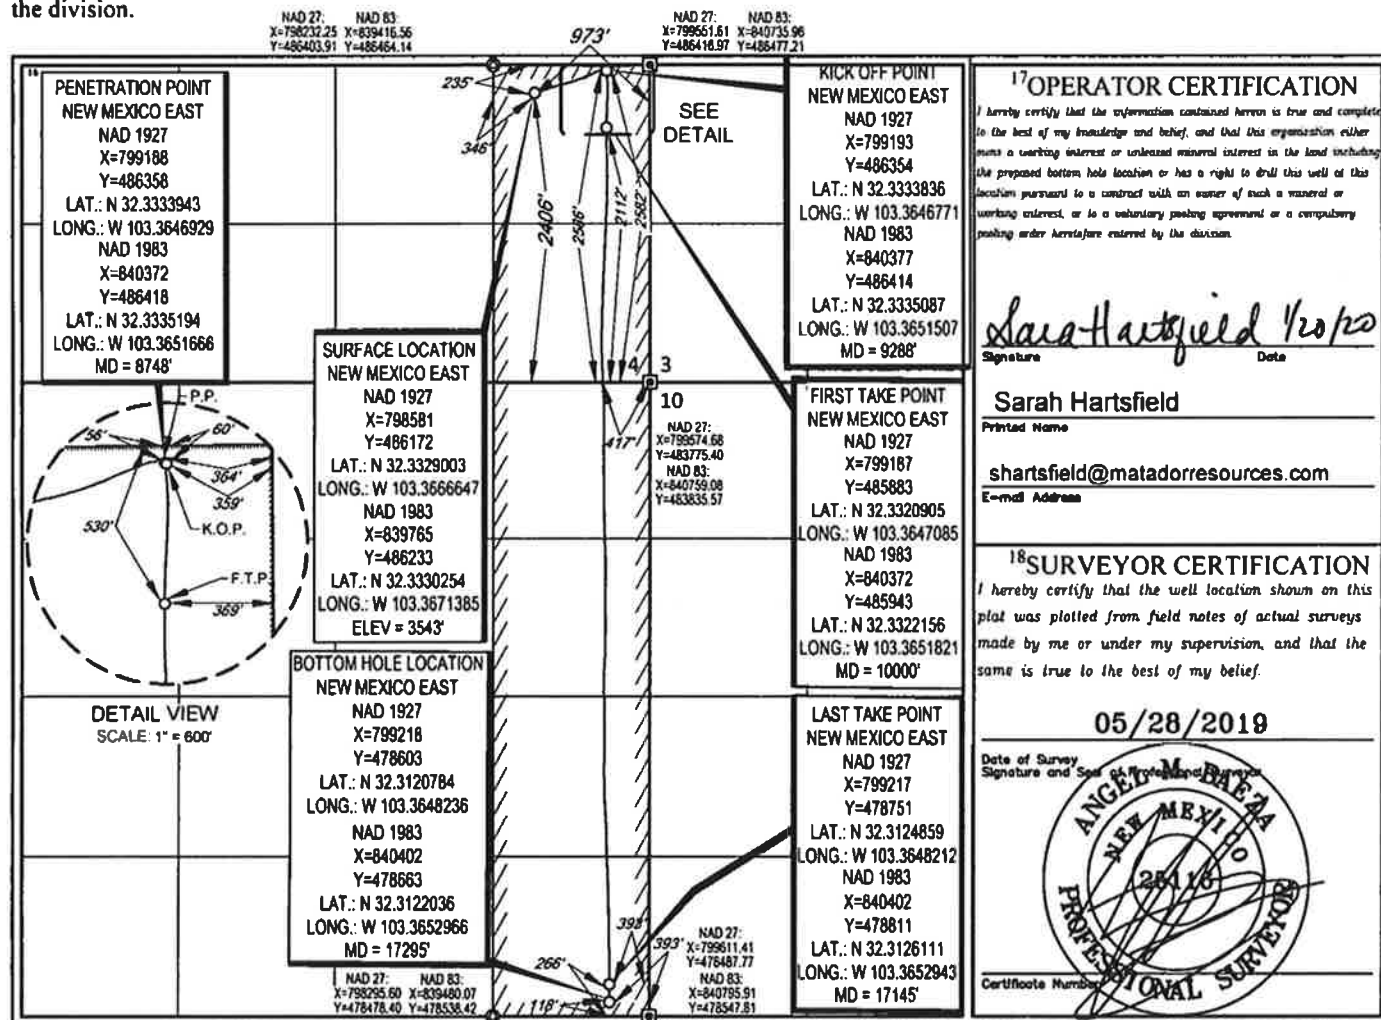 the division.
NAD 27: NAD 83:
X=798232.25 X=839416.56
Y=486403.91 Y=486464.14
973'
NAD 27: NAD 83:
X=799551.61 X=840735.96
Y=486416.97 Y=486477.21
16
PENETRATION POINT
NEW MEXICO EAST
NAD 1927
X=799188
Y=486358
LAT.: N 32.3333943
LONG.: W 103.3646929
NAD 1983
X=840372
Y=486418
LAT.: N 32.3335194
LONG.: W 103.3651666
MD = 8748'
235'
346'
2406'
2586'
2112'
2582'
SEE
DETAIL
KICK OFF POINT
NEW MEXICO EAST
NAD 1927
X=799193
Y=486354
LAT.: N 32.3333836
LONG.: W 103.3646771
NAD 1983
X=840377
Y=486414
LAT.: N 32.3335087
LONG.: W 103.3651507
MD = 9288'
SURFACE LOCATION
NEW MEXICO EAST
NAD 1927
X=798581
Y=486172
LAT.: N 32.3329003
LONG.: W 103.3666647
NAD 1983
X=839765
Y=486233
LAT.: N 32.3330254
LONG.: W 103.3671385
ELEV = 3543'
4 3
10
417'
NAD 27:
X=799574.68
Y=483775.40
NAD 83:
X=840759.08
Y=483835.57
FIRST TAKE POINT
NEW MEXICO EAST
NAD 1927
X=799187
Y=485883
LAT.: N 32.3320905
LONG.: W 103.3647085
NAD 1983
X=840372
Y=485943
LAT.: N 32.3322156
LONG.: W 103.3651821
MD = 10000'
P.P.
56'
60'
364'
359'
530'
K.O.P.
F.T.P.
369'
DETAIL VIEW
SCALE: 1" = 600'
BOTTOM HOLE LOCATION
NEW MEXICO EAST
NAD 1927
X=799218
Y=478603
LAT.: N 32.3120784
LONG.: W 103.3648236
NAD 1983
X=840402
Y=478663
LAT.: N 32.3122036
LONG.: W 103.3652966
MD = 17295'
LAST TAKE POINT
NEW MEXICO EAST
NAD 1927
X=799217
Y=478751
LAT.: N 32.3124859
LONG.: W 103.3648212
NAD 1983
X=840402
Y=478811
LAT.: N 32.3126111
LONG.: W 103.3652943
MD = 17145'
393'
393'
266'
118'
NAD 27: NAD 83:
X=798295.60 X=839480.07
Y=478478.40 Y=478538.42
NAD 27:
X=799611.41
Y=478487.77
NAD 83:
X=840795.91
Y=478547.81
17 OPERATOR CERTIFICATION
I hereby certify that the information contained herein is true and complete
to the best of my knowledge and belief, and that this organization either
owns a working interest or unleased mineral interest in the land including
the proposed bottom hole location or has a right to drill this well at this
location pursuant to a contract with an owner of such a mineral or
working interest, or to a voluntary pooling agreement or a compulsory
pooling order heretofore entered by the division.
Sara Hartsfield 1/20/20
Signature Date
Sarah Hartsfield
Printed Name
shartsfield@matadorresources.com
E-mail Address
18 SURVEYOR CERTIFICATION
I hereby certify that the well location shown on this
plat was plotted from field notes of actual surveys
made by me or under my supervision, and that the
same is true to the best of my belief.
05/28/2019
Date of Survey
Signature and Seal of Professional Surveyor
ANGEL M. BAEZA
NEW MEXICO
25116
PROFESSIONAL SURVEYOR
Certificate Number